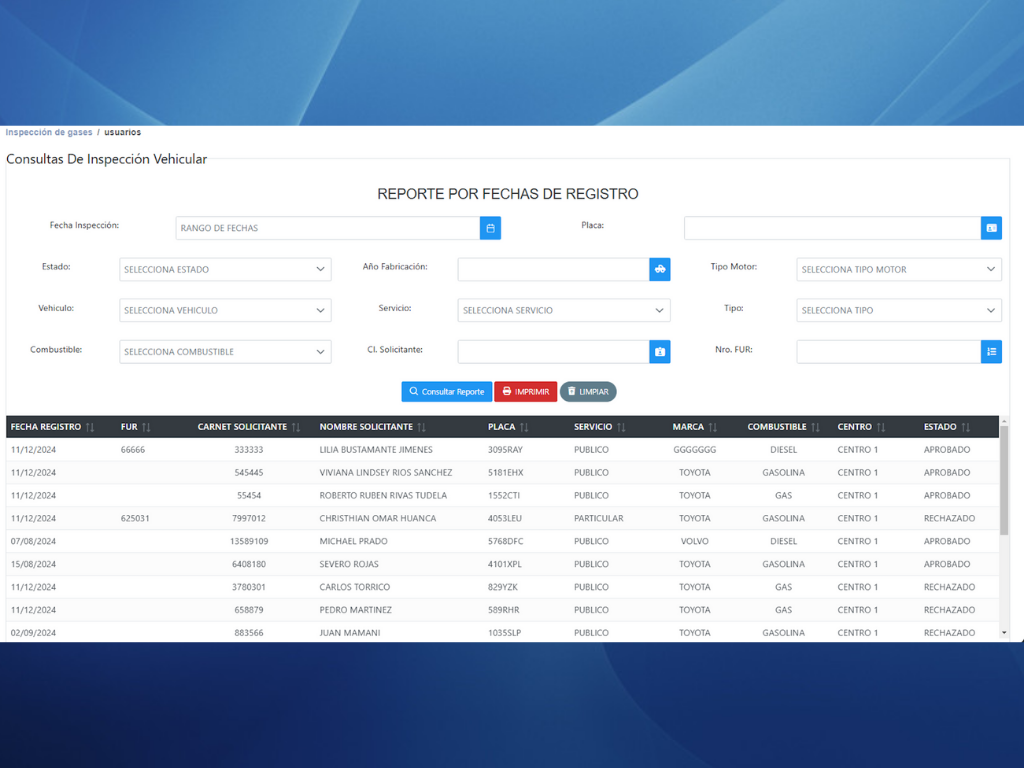 Inspección de gases / usuarios
Consultas De Inspección Vehicular
REPORTE POR FECHAS DE REGISTRO
Fecha Inspección: RANGO DE FECHAS Placa:
Estado: SELECCIONA ESTADO Año Fabricación: Tipo Motor: SELECCIONA TIPO MOTOR
Vehiculo: SELECCIONA VEHICULO Servicio: SELECCIONA SERVICIO Tipo: SELECCIONA TIPO
Combustible: SELECCIONA COMBUSTIBLE CI. Solicitante: Nro. FUR:
Consultar Reporte IMPRIMIR LIMPIAR
FECHA REGISTRO FUR CARNET SOLICITANTE NOMBRE SOLICITANTE PLACA SERVICIO MARCA COMBUSTIBLE CENTRO ESTADO
11/12/2024 66666 333333 LILIA BUSTAMANTE JIMENES 3095RAY PUBLICO GGGGGGG DIESEL CENTRO 1 APROBADO
11/12/2024 545445 VIVIANA LINDSEY RIOS SANCHEZ 5181EHX PUBLICO TOYOTA GASOLINA CENTRO 1 APROBADO
11/12/2024 55454 ROBERTO RUBEN RIVAS TUDELA 1552CTI PUBLICO TOYOTA GAS CENTRO 1 APROBADO
11/12/2024 625031 7997012 CHRISTHIAN OMAR HUANCA 4053LEU PARTICULAR TOYOTA GASOLINA CENTRO 1 RECHAZADO
07/08/2024 13589109 MICHAEL PRADO 5768DFC PUBLICO VOLVO DIESEL CENTRO 1 APROBADO
15/08/2024 6408180 SEVERO ROJAS 4101XPL PUBLICO TOYOTA GASOLINA CENTRO 1 APROBADO
11/12/2024 3780301 CARLOS TORRICO 829YZK PUBLICO TOYOTA GAS CENTRO 1 RECHAZADO
11/12/2024 658879 PEDRO MARTINEZ 589RHR PUBLICO TOYOTA GAS CENTRO 1 RECHAZADO
02/09/2024 883566 JUAN MAMANI 1035SLP PUBLICO TOYOTA GASOLINA CENTRO 1 RECHAZADO